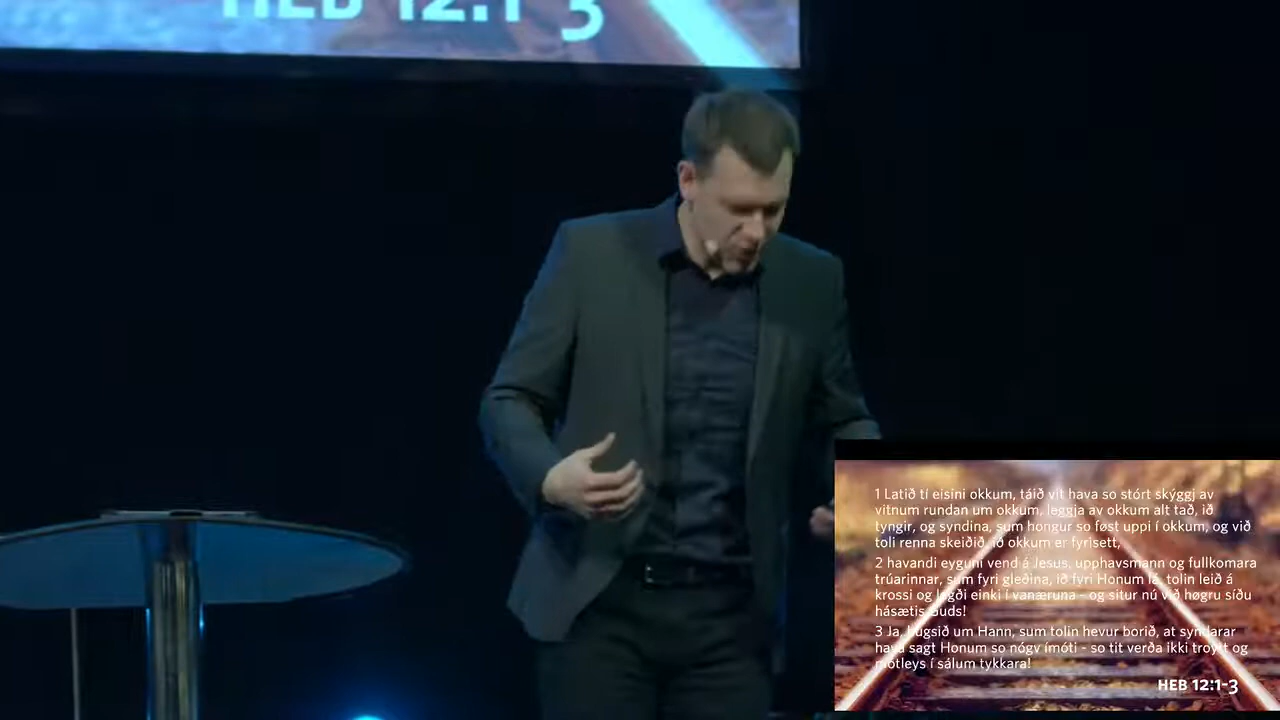 HEB 12:1-3
1 Latið tí eisini okkum, táið vit hava so stórt skýggj av
vitnum rundan um okkum, leggja av okkum alt tað, ið
tyngir, og syndina, sum hongur so føst uppi í okkum, og við
toli renna skeiðið, ið okkum er fyrisett,
2 havandi eyguni vend á Jesus, upphavsmann og fullkomara
trúarinnar, sum fyri gleðina, ið fyri Honum lá, tolin leið á
krossi og legði einki í vanæruna - og situr nú við høgru síðu
hásætis Guds!
3 Ja, hugsið um Hann, sum tolin hevur borið, at syndarar
hava sagt Honum so nógv ímóti - so tit verða ikki troytt og
mótleys í sálum tykkara!
HEB 12:1-3